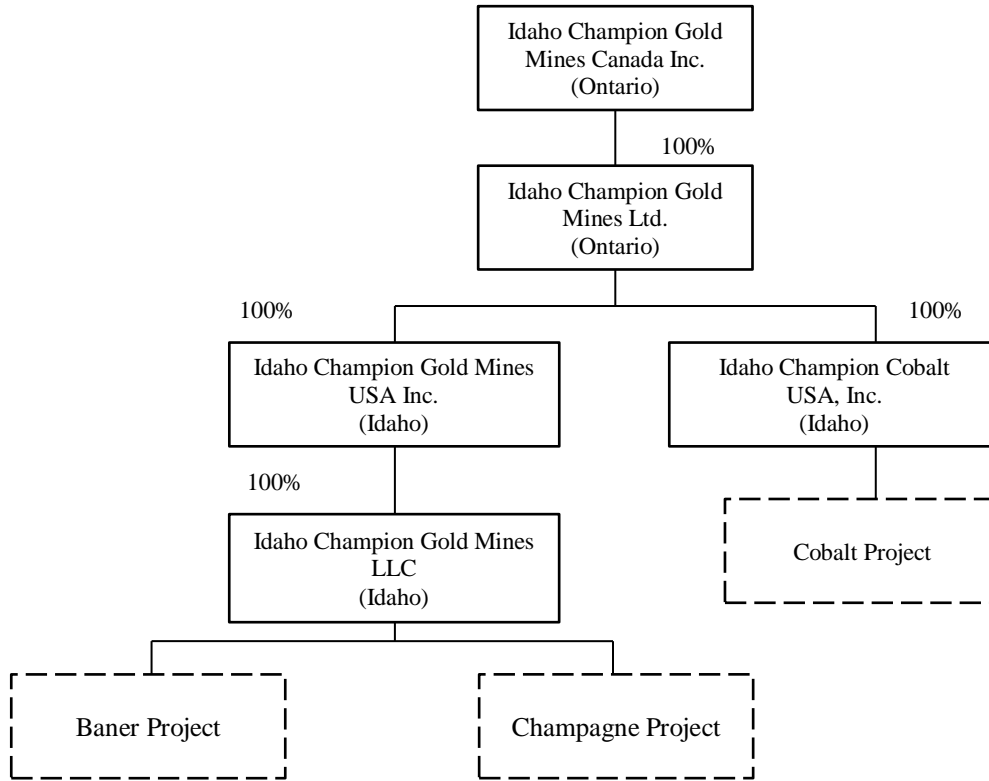 Idaho Champion Gold
Mines Canada Inc.
(Ontario)
100%
Idaho Champion Gold
Mines Ltd.
(Ontario)
100%
100%
Idaho Champion Gold Mines
USA Inc.
(Idaho)
Idaho Champion Cobalt
USA, Inc.
(Idaho)
100%
Idaho Champion Gold Mines
LLC
(Idaho)
Cobalt Project
Baner Project
Champagne Project